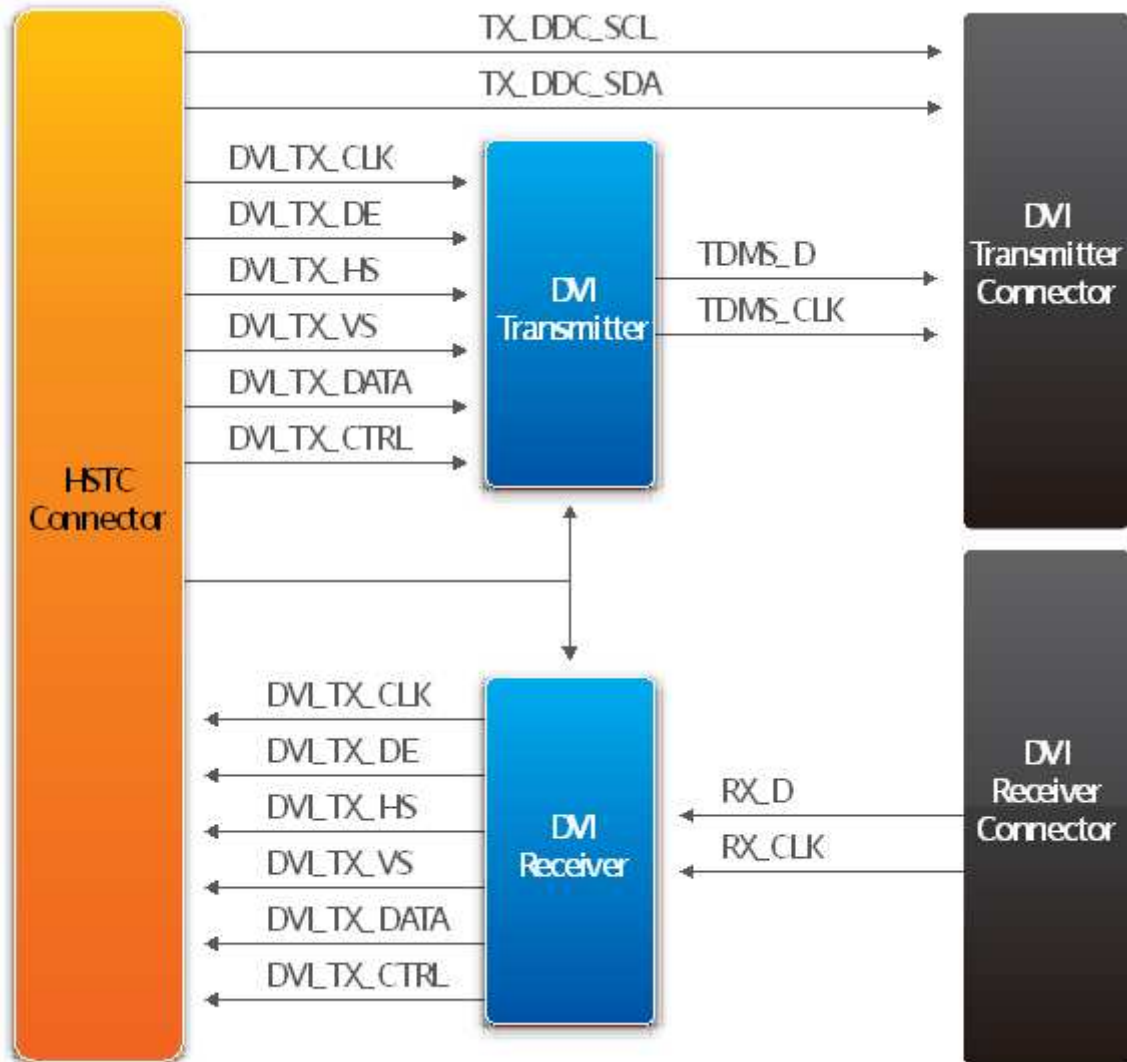 TX_DDC_SCL
TX_DDC_SDA
DVI_TX_CLK
DVI_TX_DE
DVI_TX_HS
DVI_TX_VS
DVI_TX_DATA
DVI_TX_CTRL
HSTC
Connector
DVI
Transmitter
TDMS_D
TDMS_CLK
DVI
Transmitter
Connector
DVI_TX_CLK
DVI_TX_DE
DVI_TX_HS
DVI_TX_VS
DVI_TX_DATA
DVI_TX_CTRL
DVI
Receiver
RX_D
RX_CLK
DVI
Receiver
Connector